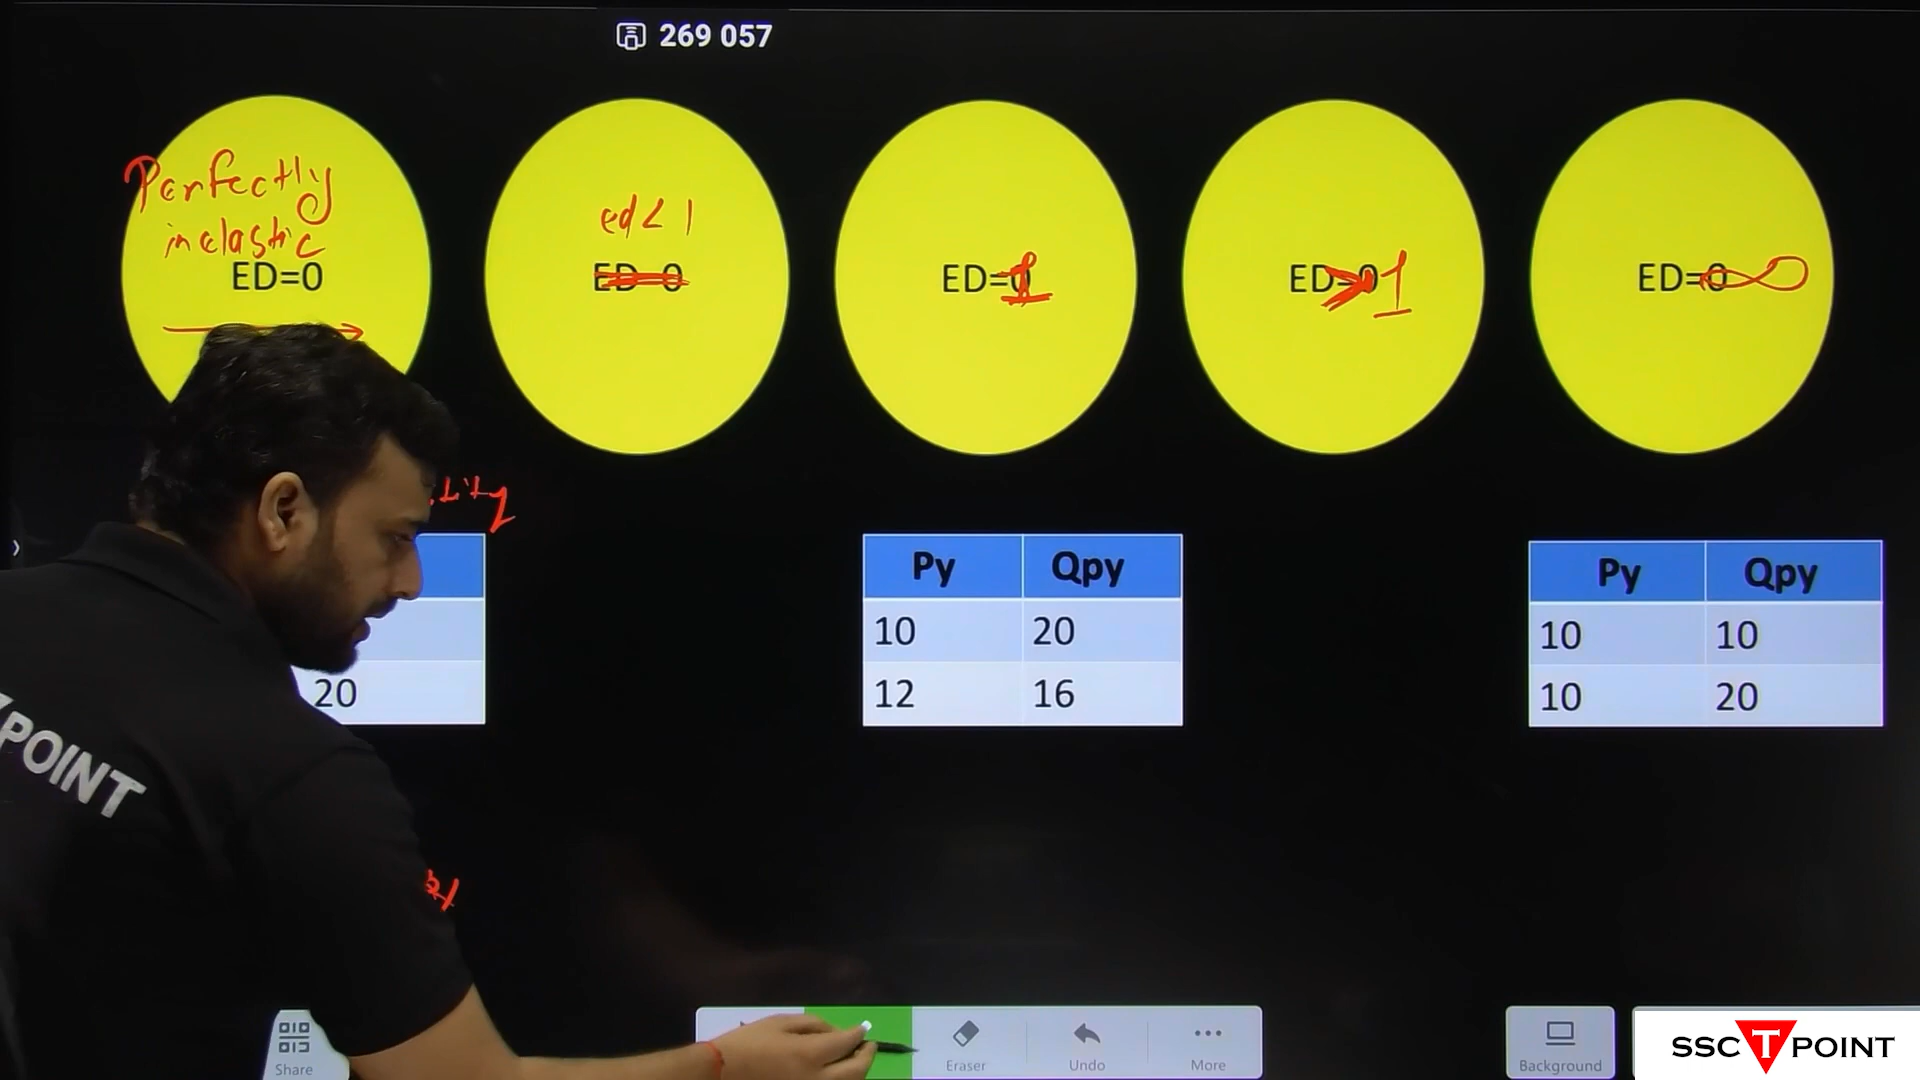 269 057
Perfectly
inelastic
ED=0
ed< 1
ED=0
ED=1
ED>1
ED=∞
Py Qpy
10 20
12 16
Py Qpy
10 10
10 20
20
POINT
Share
Eraser
Undo
More
Background
SSC T POINT